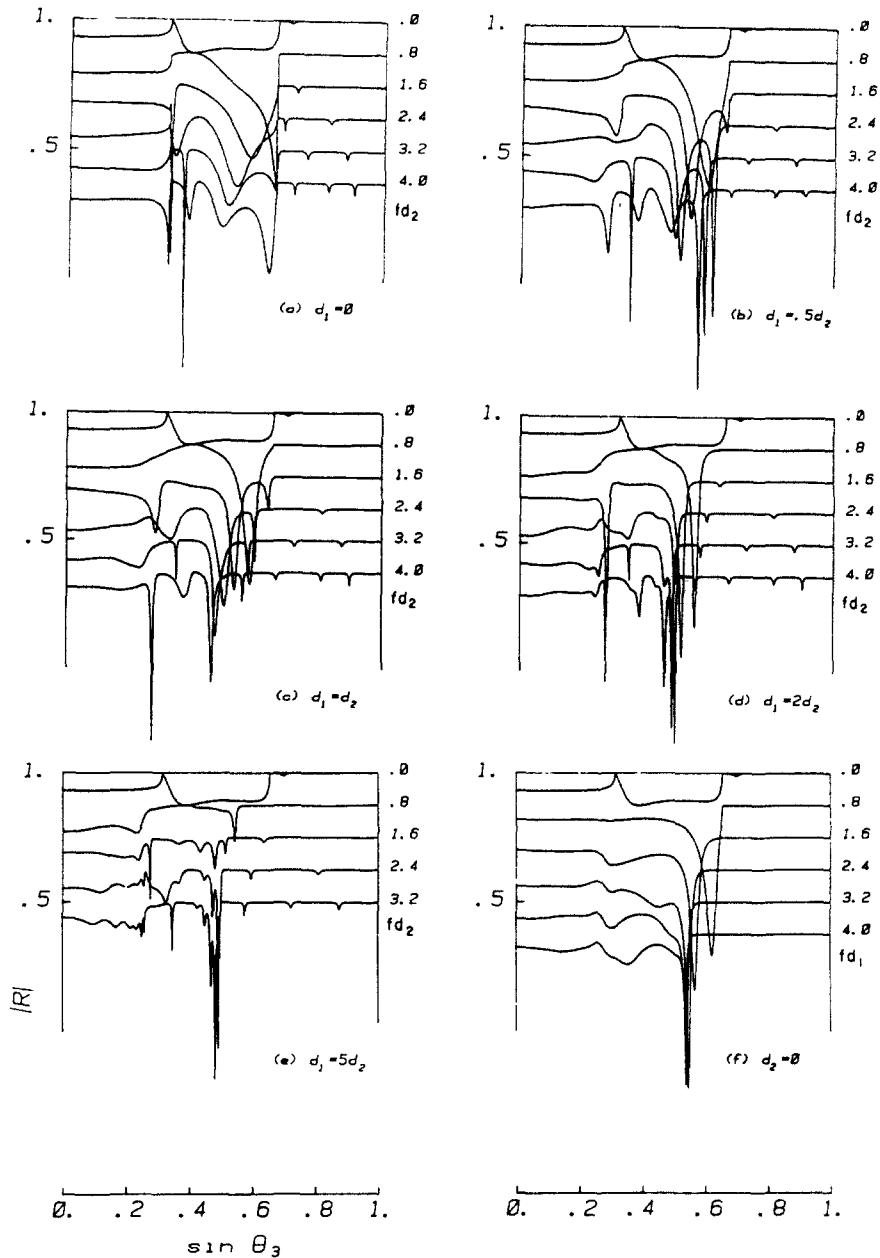 1.
.5
.0
.8
1.6
2.4
3.2
4.0
fd2
(a) d1=0
1.
.5
.0
.8
1.6
2.4
3.2
4.0
fd2
(b) d1=.5d2
1.
.5
.0
.8
1.6
2.4
3.2
4.0
fd2
(c) d1=d2
1.
.5
.0
.8
1.6
2.4
3.2
4.0
fd2
(d) d1=2d2
1.
.5
|R|
.0
.8
1.6
2.4
3.2
fd2
(e) d1=5d2
1.
.5
.0
.8
1.6
2.4
3.2
4.0
fd1
(f) d2=0
0. .2 .4 .6 .8 1.
sin θ3
0. .2 .4 .6 .8 1.